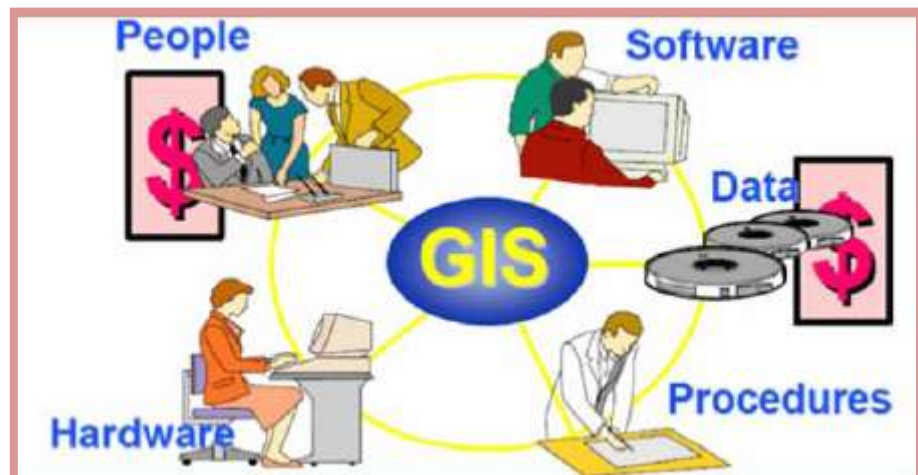 People
Software
$
Data
$
GIS
Procedures
Hardware